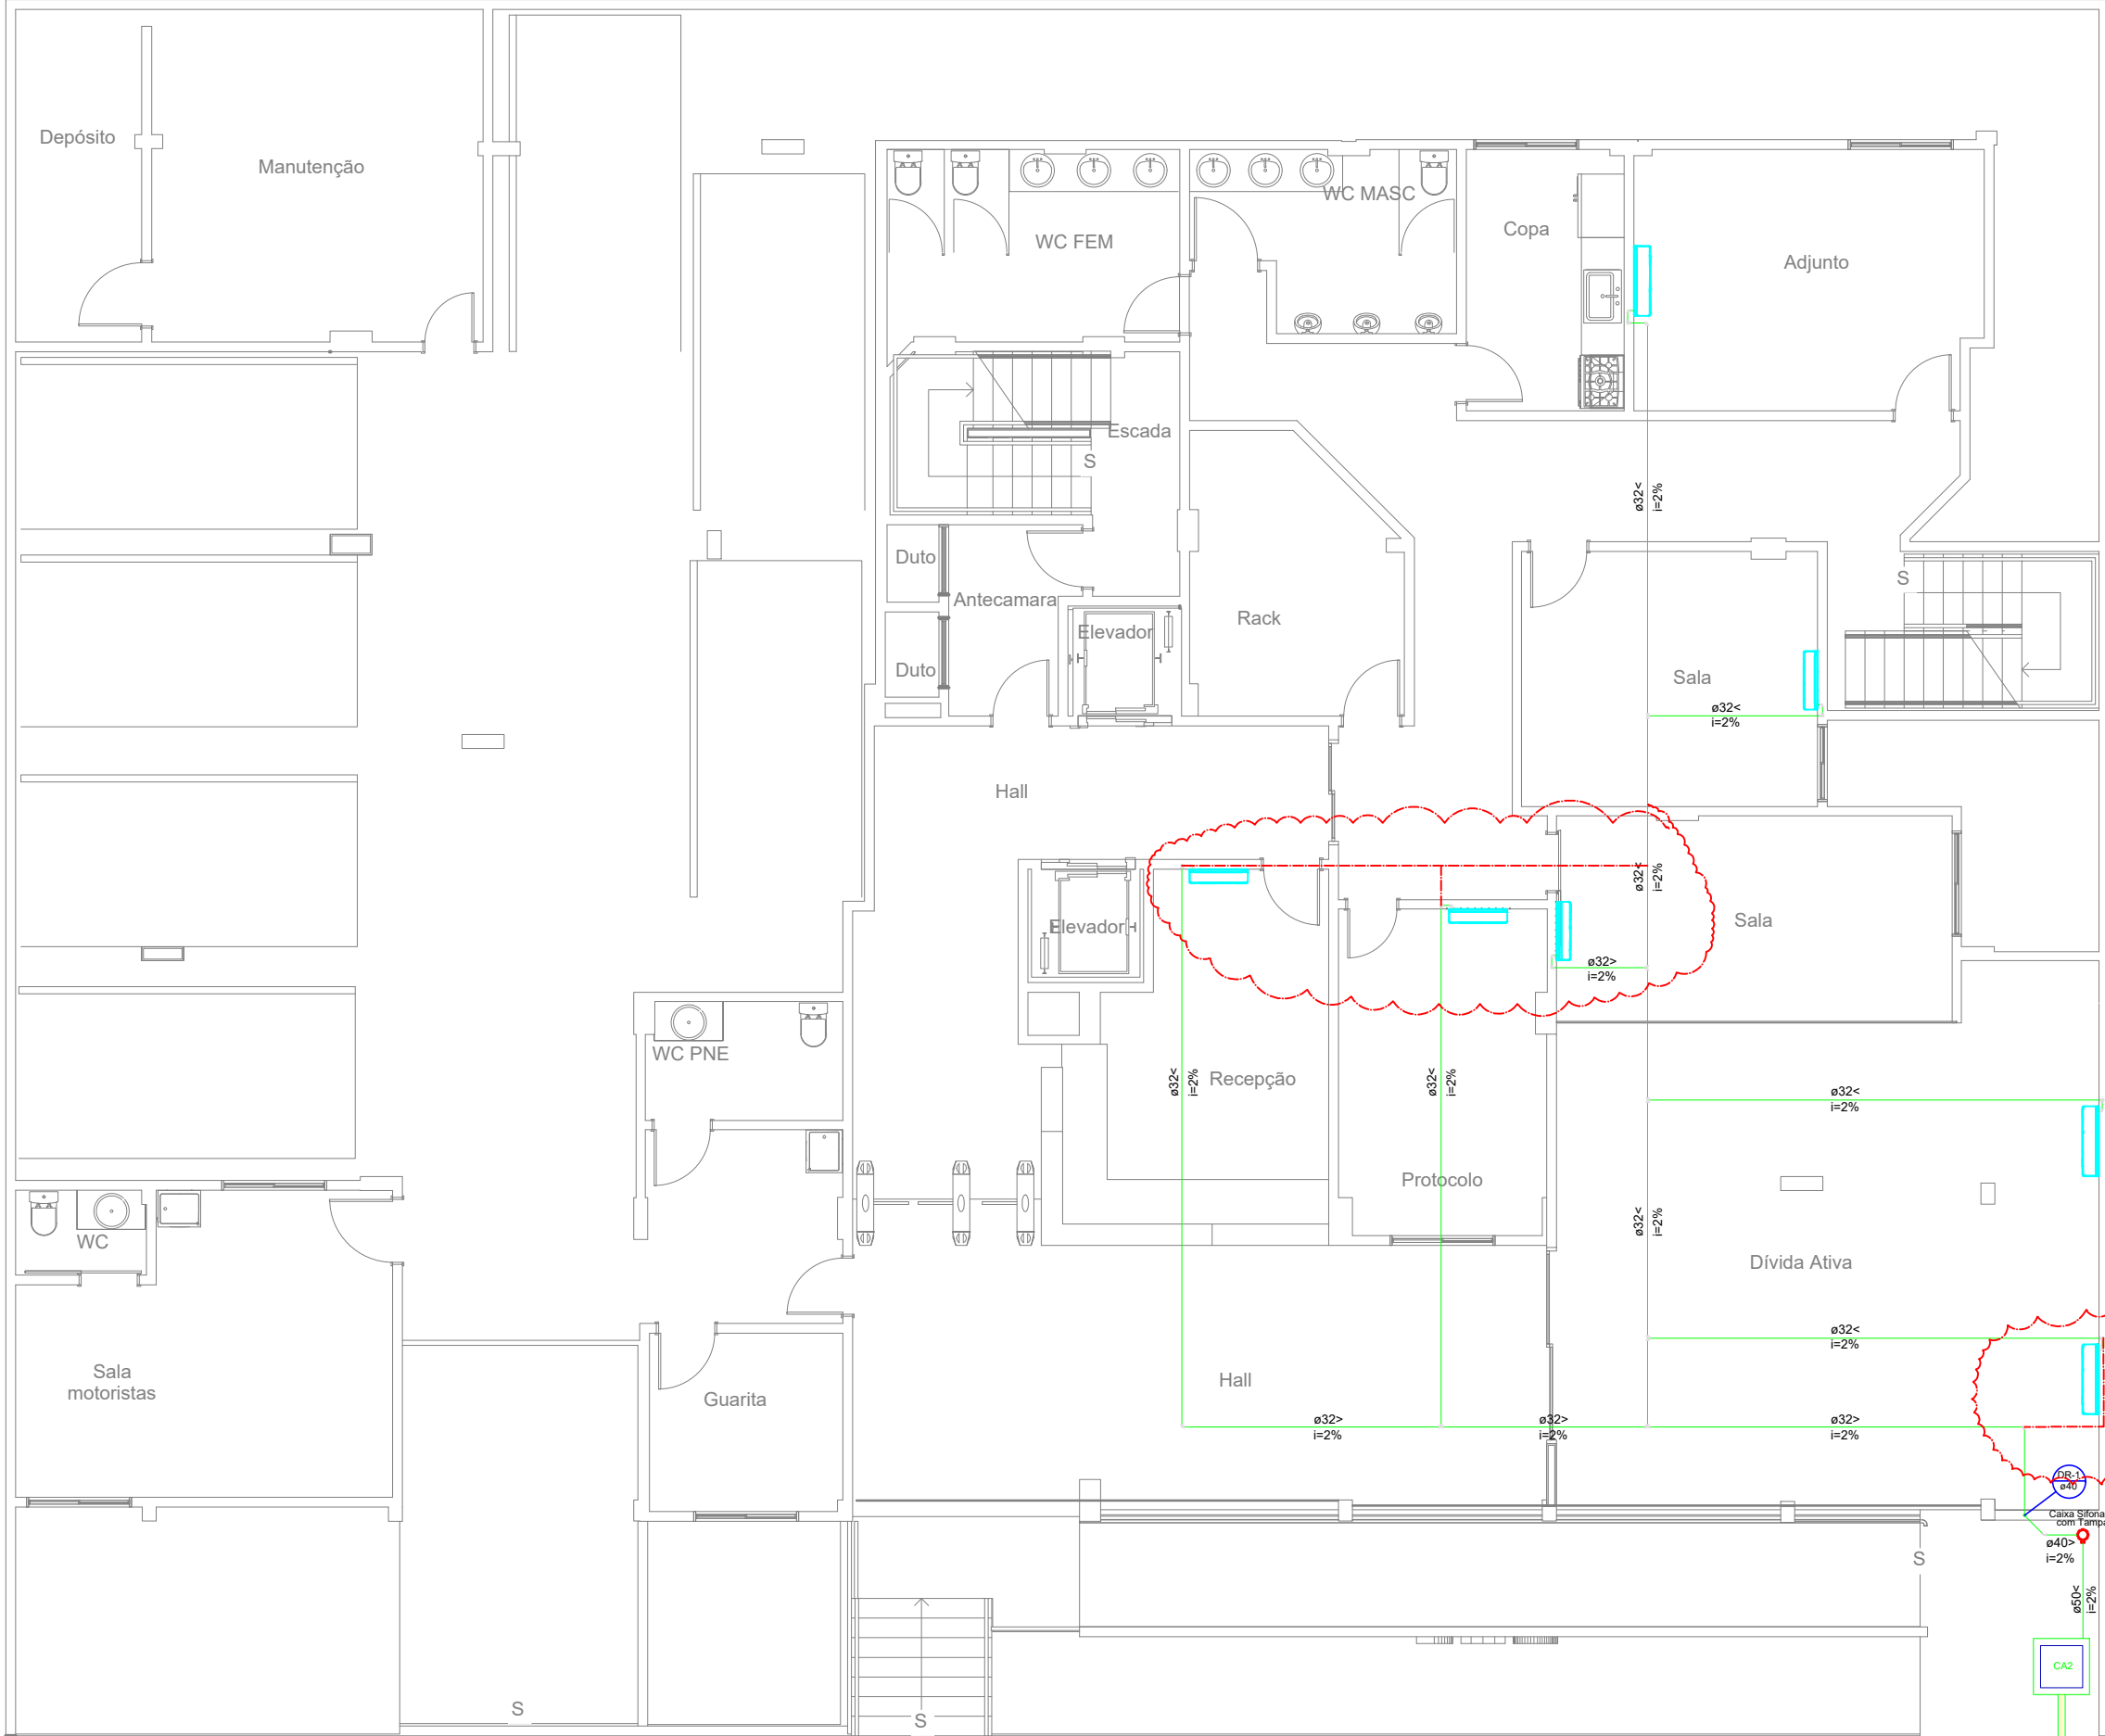 Depósito
Manutenção
WC FEM
WC MASC
Copa
Adjunto
Escada
S
ø32<
i=2%
Duto
Antecamara
Elevador
Duto
Rack
Sala
S
ø32<
i=2%
Hall
ø32<
i=2%
Elevador
Sala
ø32>
i=2%
WC PNE
ø32<
i=2%
Recepção
ø32<
i=2%
ø32<
i=2%
Protocolo
ø32<
i=2%
WC
Dívida Ativa
ø32<
i=2%
Sala
motoristas
Guarita
Hall
ø32>
i=2%
ø32>
i=2%
ø32>
i=2%
DR-1
ø40
Caixa Sifona
com Tampa
ø40>
i=2%
S
ø50<
i=2%
CA2
S
S